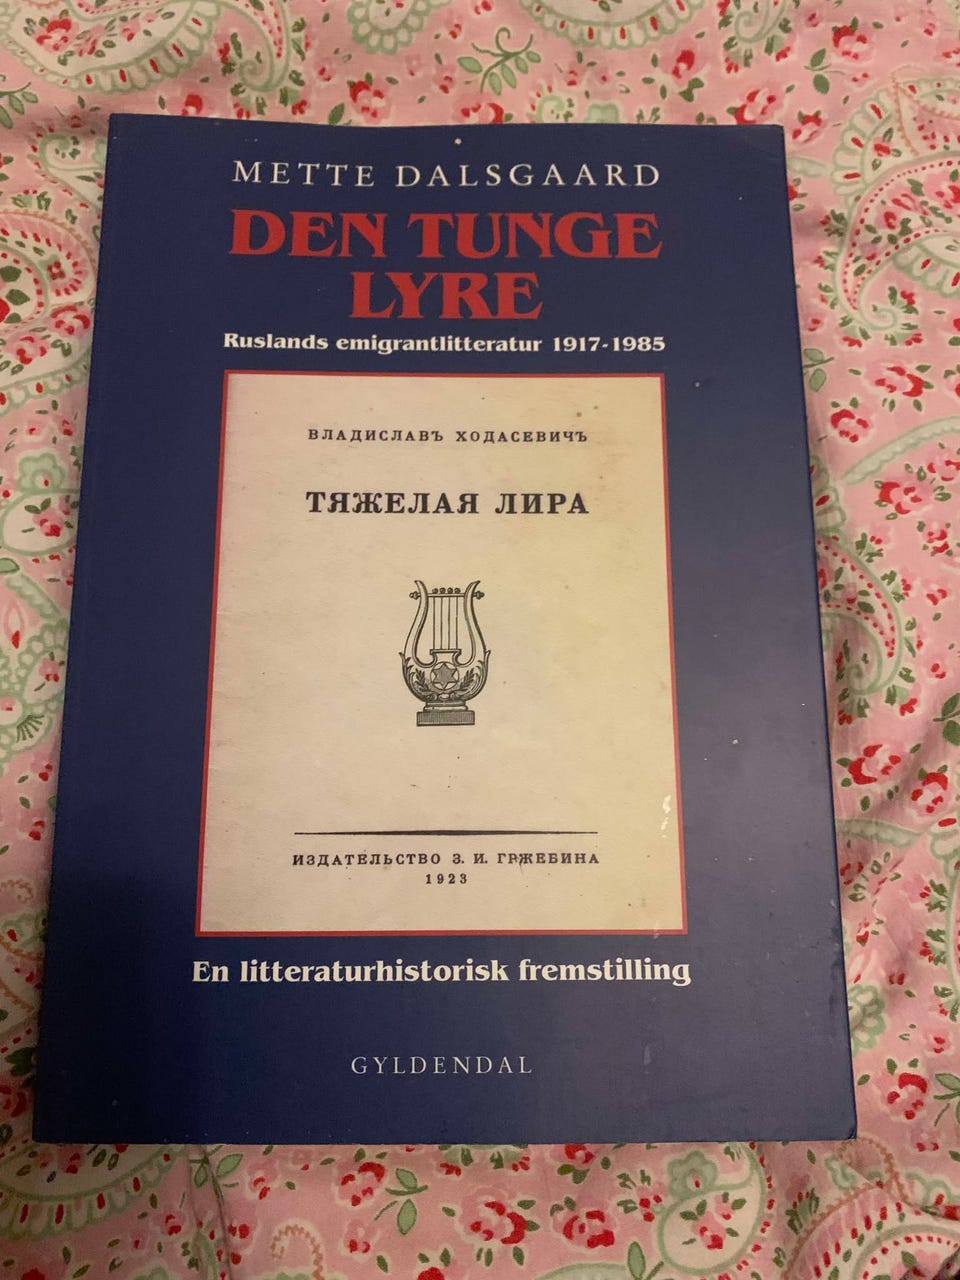 METTE DALSGAARD
DEN TUNGE
LYRE
Ruslands emigrantlitteratur 1917-1985
ВЛАДИСЛАВЪ ХОДАСЕВИЧЪ
ТЯЖЕЛАЯ ЛИРА
ИЗДАТЕЛЬСТВО З. И. ГРЖЕБИНА
1923
En litteraturhistorisk fremstilling
GYLDENDAL